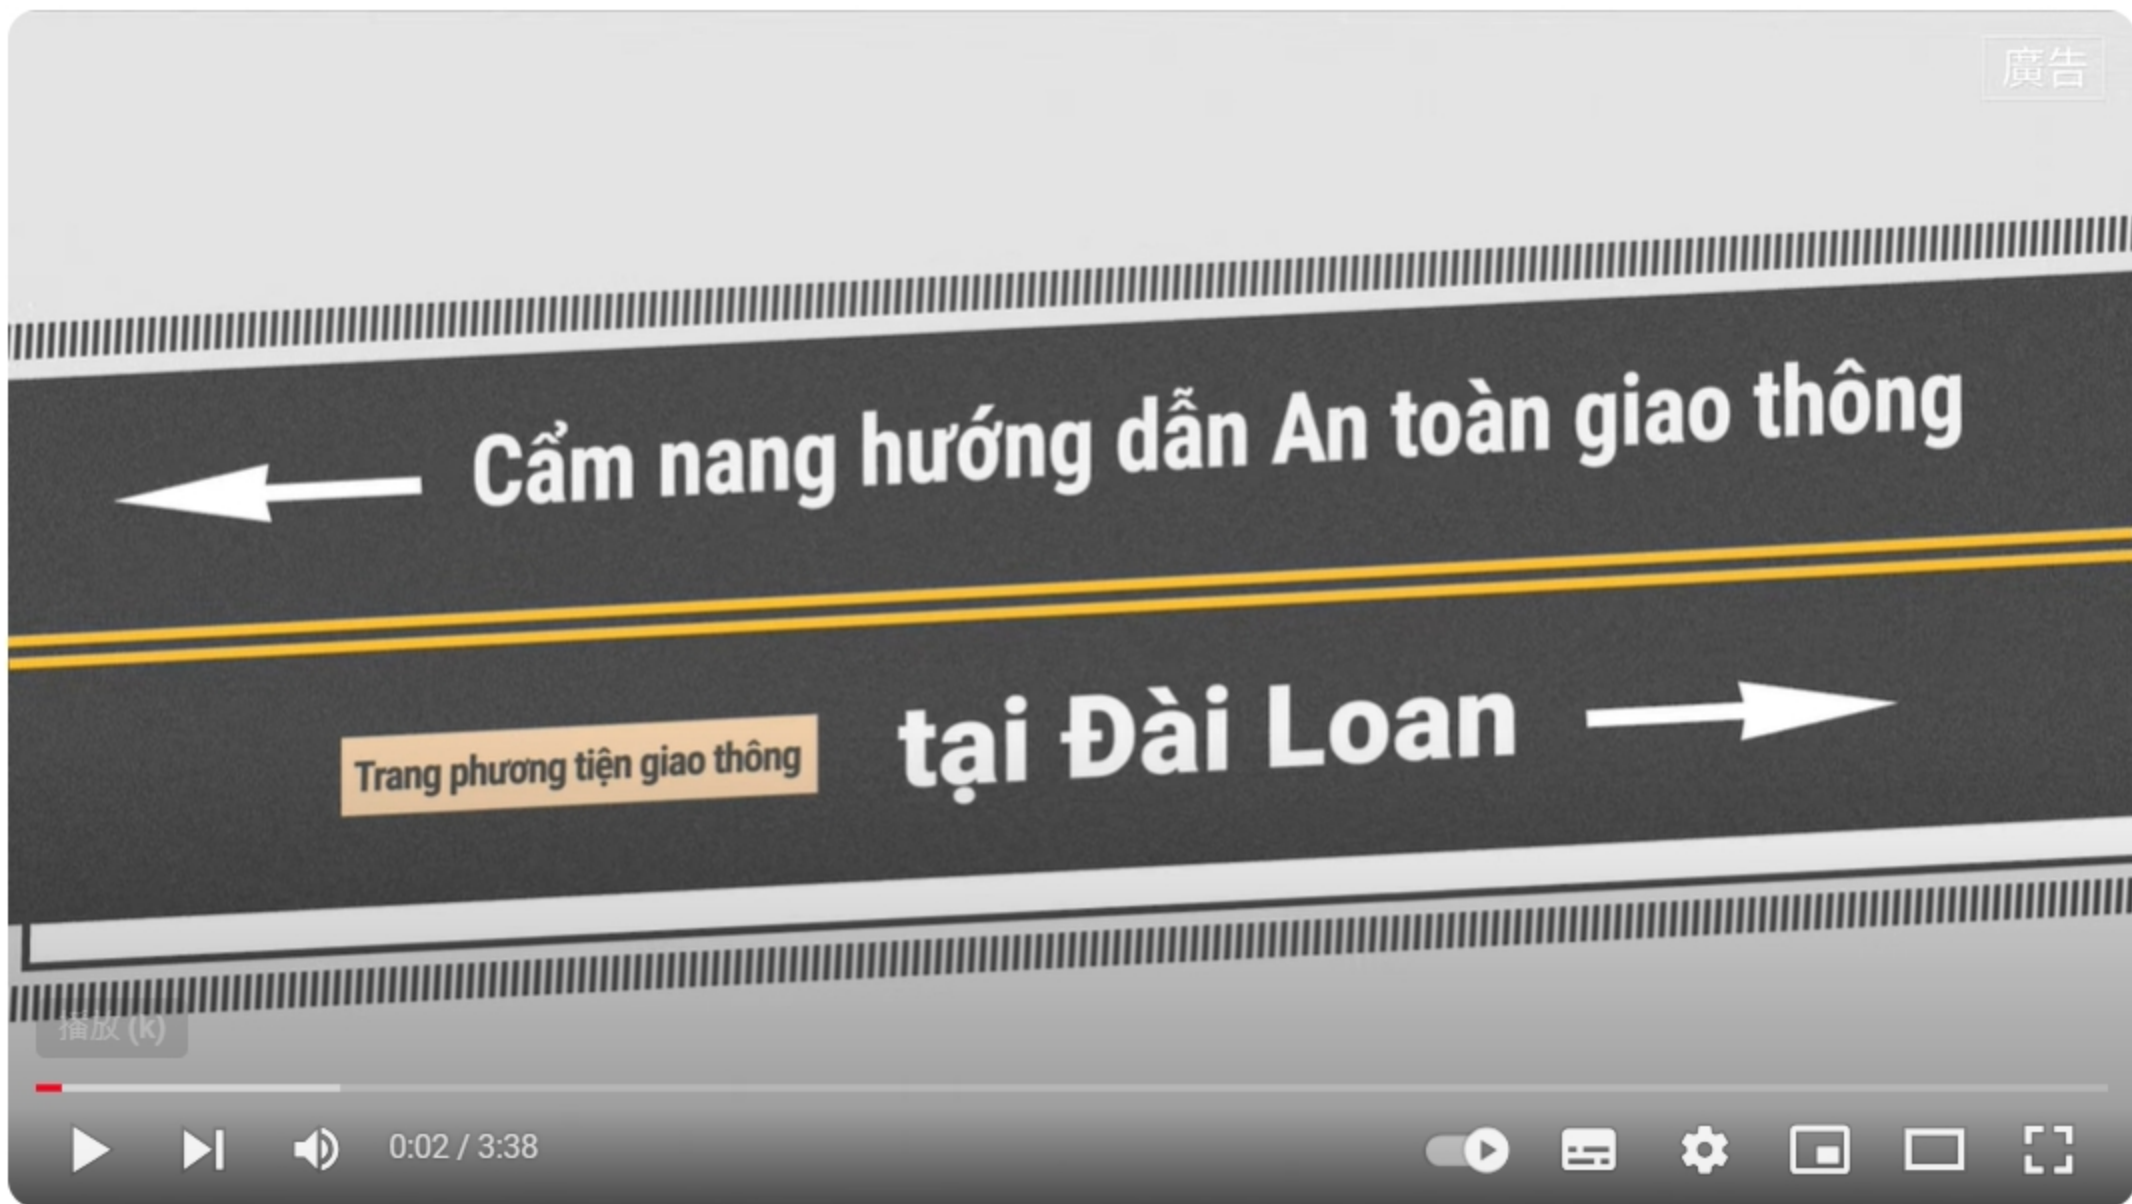 廣告
Cẩm nang hướng dẫn An toàn giao thông
Trang phương tiện giao thông
tại Đài Loan
播放 (k)
0:02 / 3:38